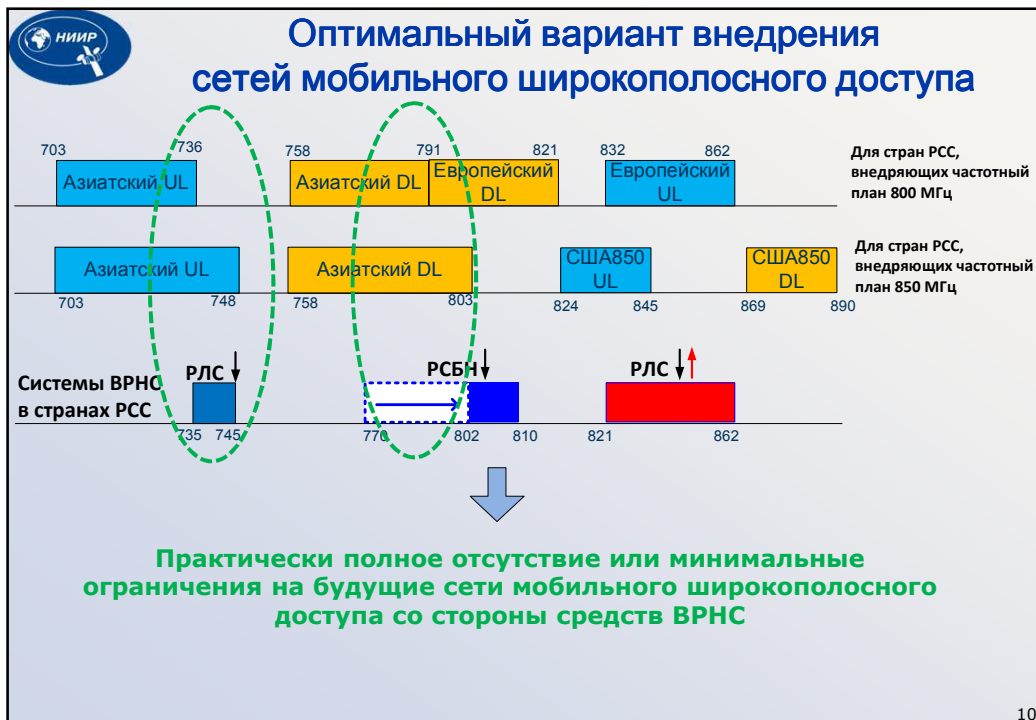 НИИР
Оптимальный вариант внедрения
сетей мобильного широкополосного доступа
703
736
758
791
821
832
862
Азиатский UL
Азиатский DL
Европейский
DL
Европейский
UL
Для стран РСС,
внедряющих частотный
план 800 МГц
Азиатский UL
Азиатский DL
США850
UL
США850
DL
Для стран РСС,
внедряющих частотный
план 850 МГц
703
748
758
803
824
845
869
890
Системы ВРНС
в странах РСС
РЛС
РСБН
РЛС
735
745
770
802
810
821
862
Практически полное отсутствие или минимальные
ограничения на будущие сети мобильного широкополосного
доступа со стороны средств ВРНС
10